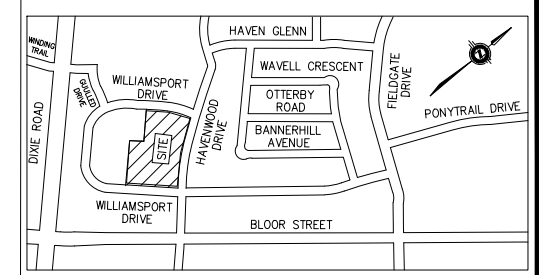 HAVEN GLENN
WINDING
TRAIL
WAVELL CRESCENT
WILLIAMSPORT
DRIVE
GULLED
DRIVE
FIELDGATE
DRIVE
OTTERBY
ROAD
PONYTRAIL DRIVE
DIXIE ROAD
SITE
HAVENWOOD
DRIVE
BANNERHILL
AVENUE
WILLIAMSPORT
DRIVE
BLOOR STREET